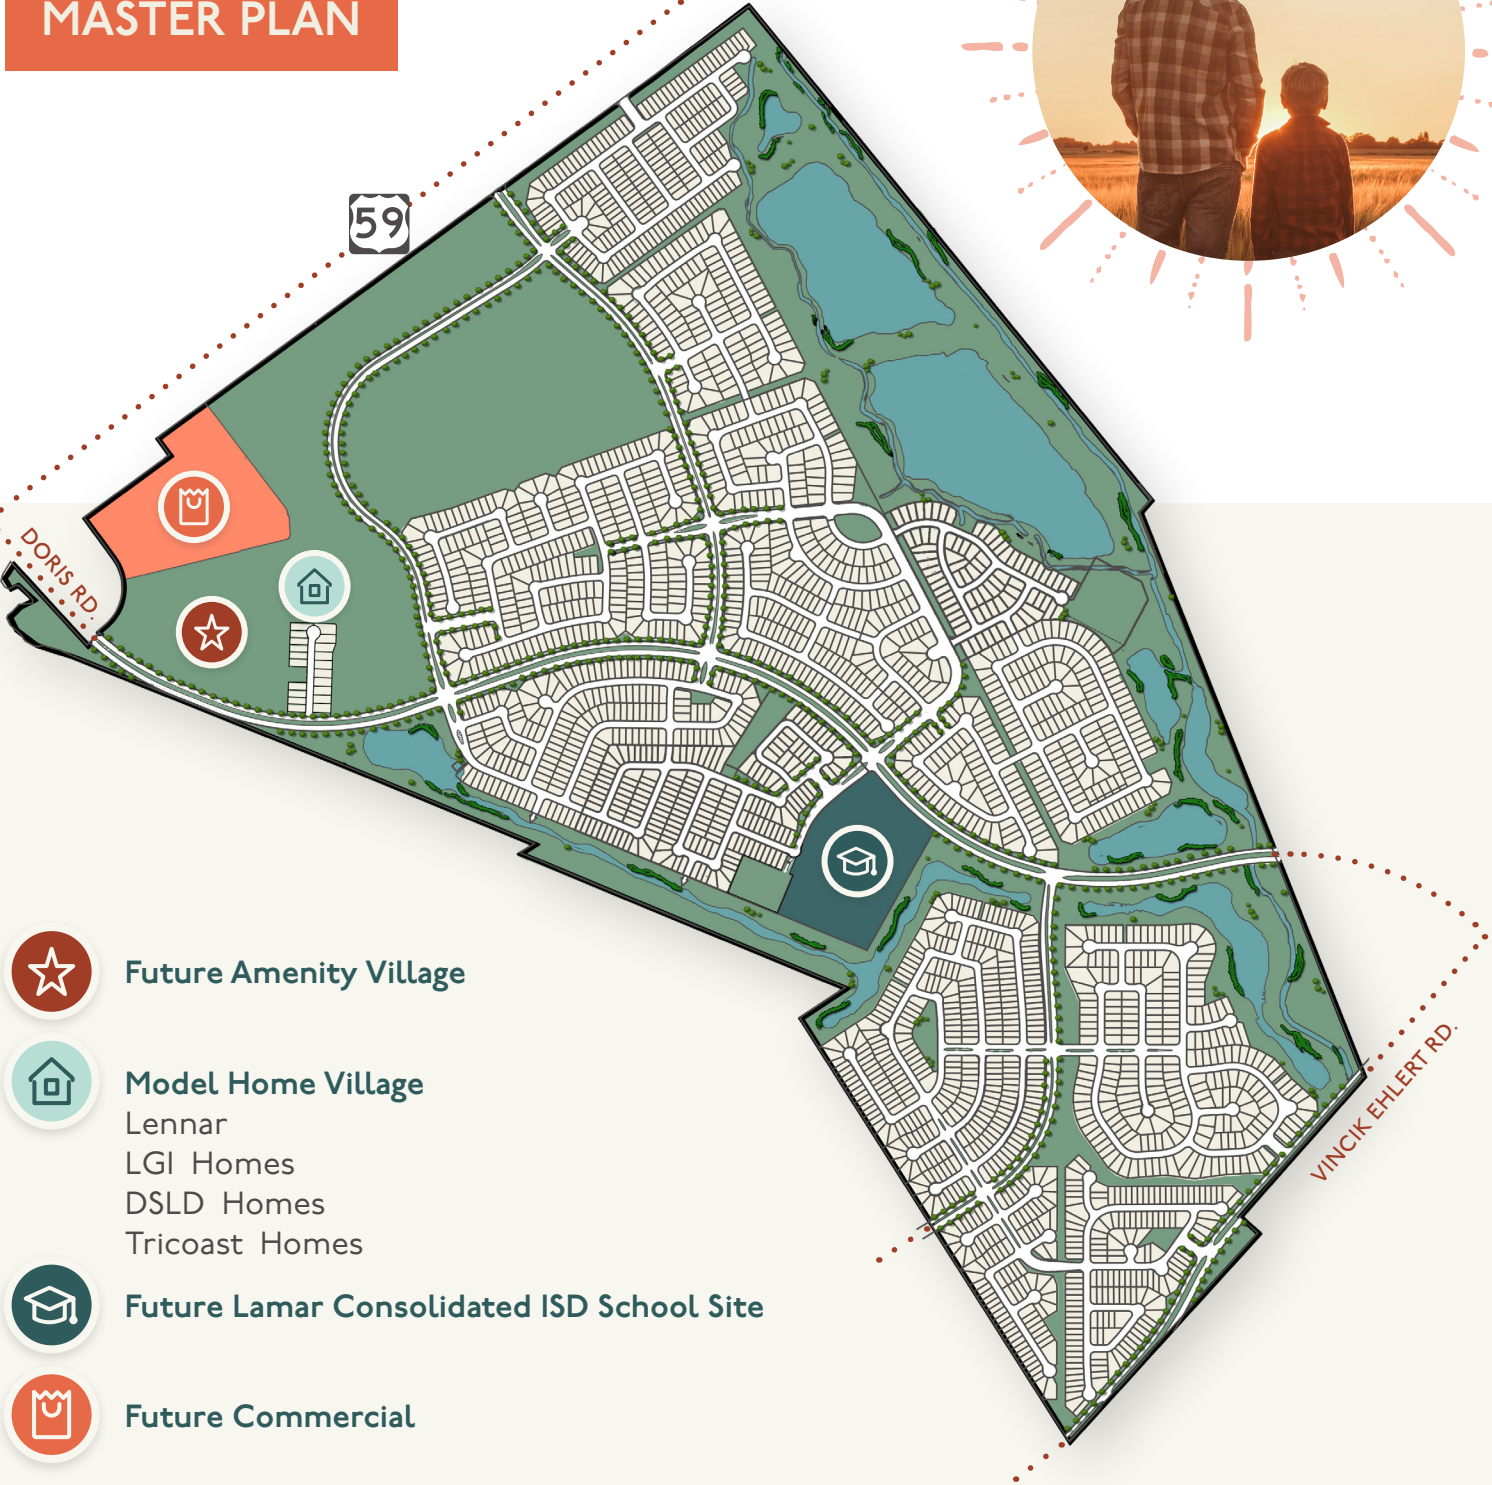 MASTER PLAN
59
DORIS RD.
VINCIK EHLERT RD.
Future Amenity Village
Model Home Village
Lennar
LGI Homes
DSLD Homes
Tricoast Homes
Future Lamar Consolidated ISD School Site
Future Commercial